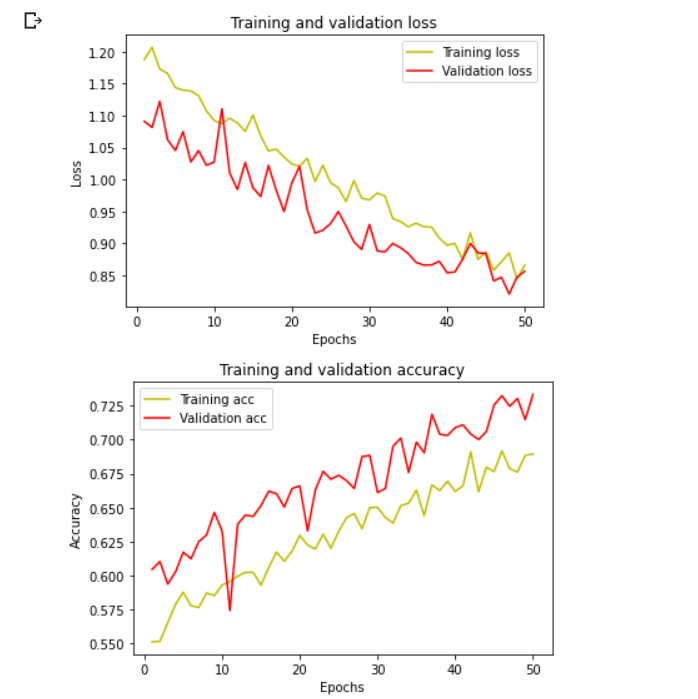 Training and validation loss
1.20
1.15
1.10
1.05
1.00
0.95
0.90
0.85
Loss
Training loss
Validation loss
0 10 20 30 40 50
Epochs
Training and validation accuracy
0.725
0.700
0.675
0.650
0.625
0.600
0.575
0.550
Accuracy
Training acc
Validation acc
0 10 20 30 40 50
Epochs